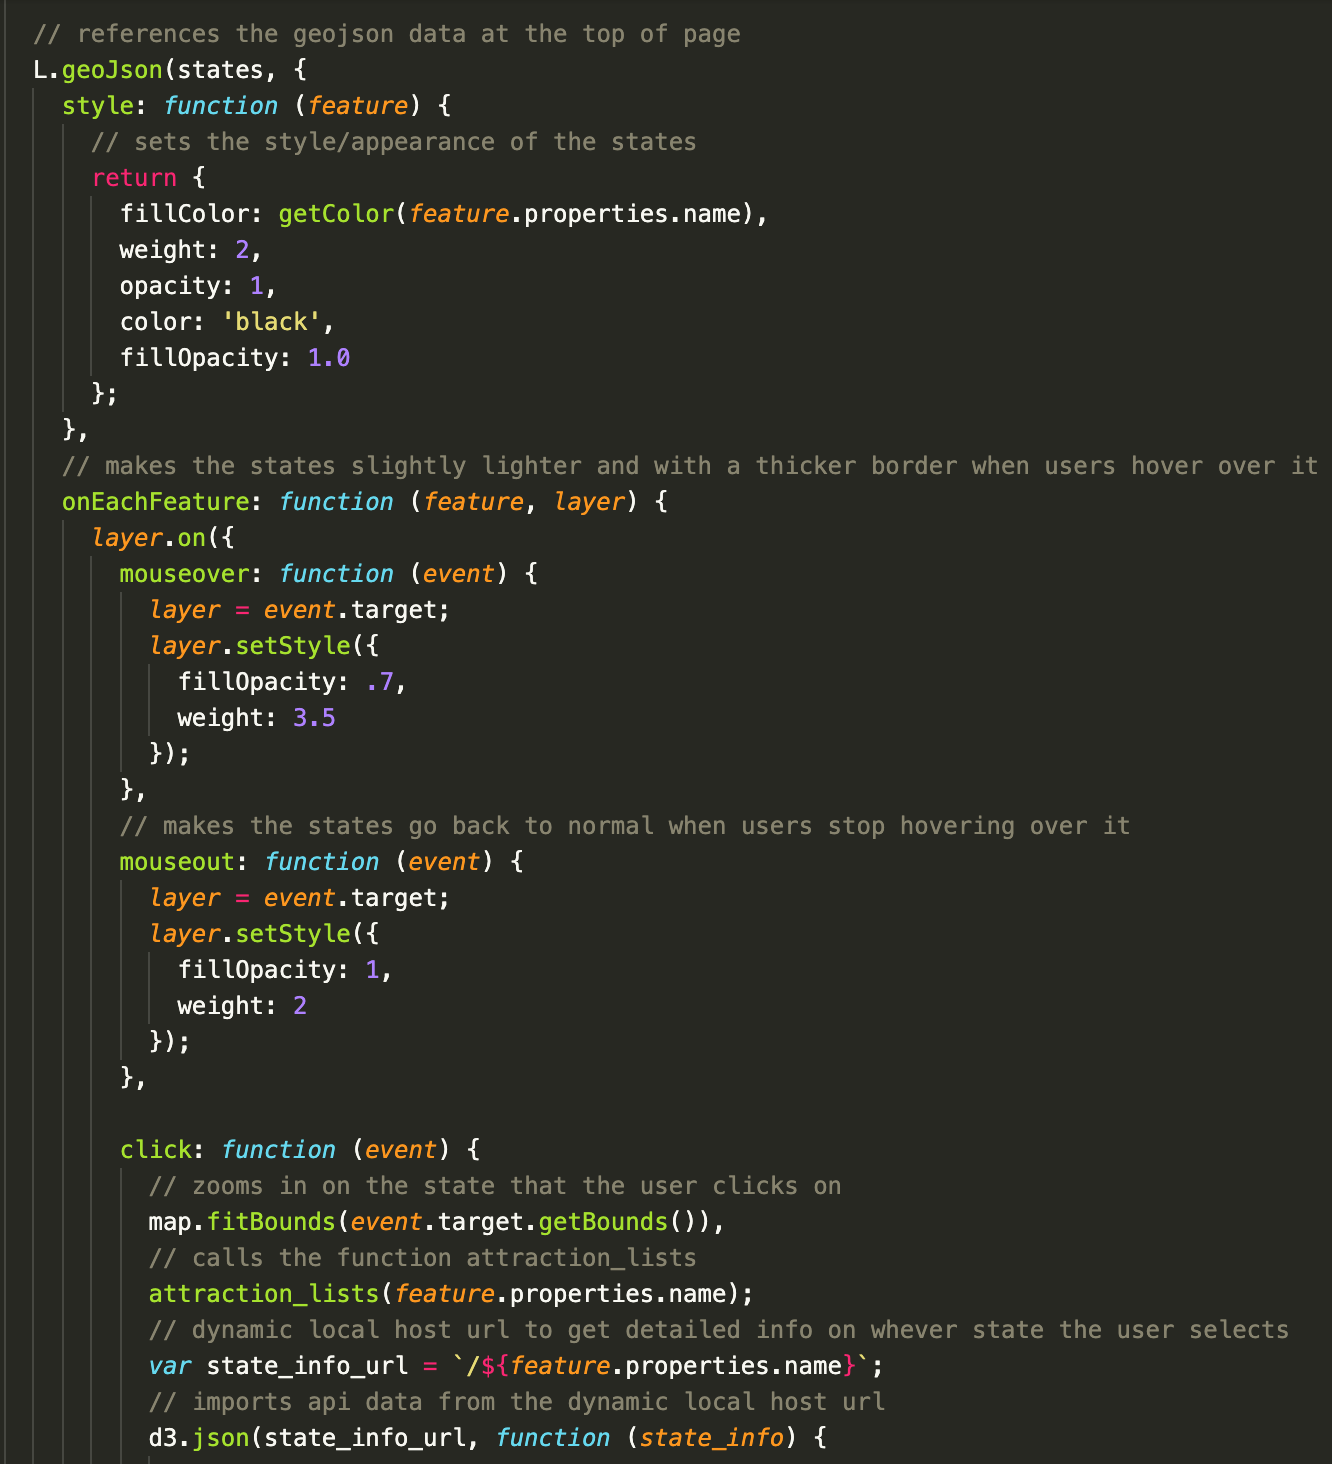 // references the geojson data at the top of page
L.geoJson(states, {
  style: function (feature) {
    // sets the style/appearance of the states
    return {
      fillColor: getColor(feature.properties.name),
      weight: 2,
      opacity: 1,
      color: 'black',
      fillOpacity: 1.0
    };
  },
  // makes the states slightly lighter and with a thicker border when users hover over it
  onEachFeature: function (feature, layer) {
    layer.on({
      mouseover: function (event) {
        layer = event.target;
        layer.setStyle({
          fillOpacity: .7,
          weight: 3.5
        });
      },
      // makes the states go back to normal when users stop hovering over it
      mouseout: function (event) {
        layer = event.target;
        layer.setStyle({
          fillOpacity: 1,
          weight: 2
        });
      },

      click: function (event) {
        // zooms in on the state that the user clicks on
        map.fitBounds(event.target.getBounds()),
        // calls the function attraction_lists
        attraction_lists(feature.properties.name);
        // dynamic local host url to get detailed info on whever state the user selects
        var state_info_url = `/${feature.properties.name}`;
        // imports api data from the dynamic local host url
        d3.json(state_info_url, function (state_info) {